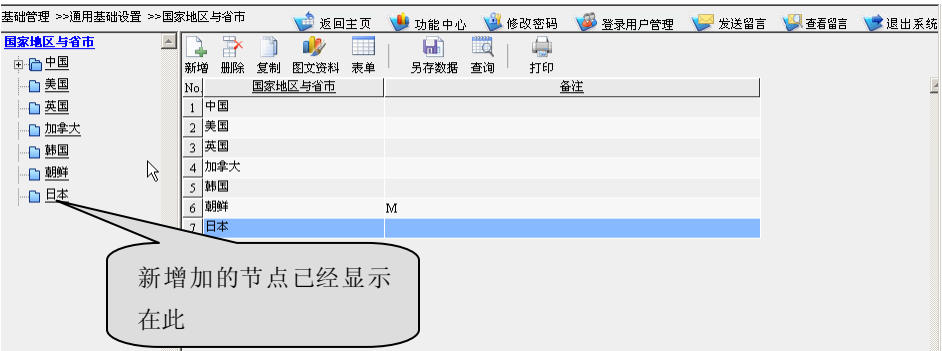 基础管理 >>通用基础设置 >>国家地区与省市 返回主页 功能中心 修改密码 登录用户管理 发送留言 查看留言 退出系统
国家地区与省市
中国
美国
英国
加拿大
韩国
朝鲜
日本
新增 删除 复制 图文资料 表单 另存数据 查询 打印
No. 国家地区与省市 备注
1 中国
2 美国
3 英国
4 加拿大
5 韩国
6 朝鲜 M
7 日本
新增加的节点已经显示
在此